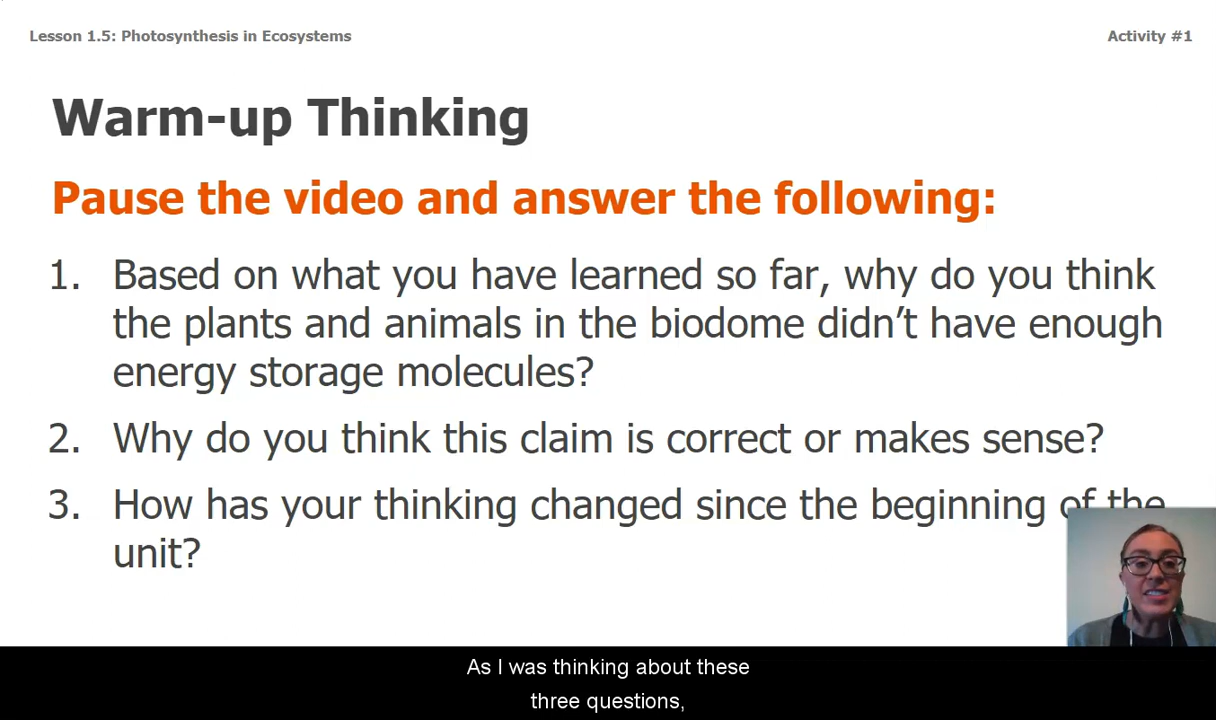 Lesson 1.5: Photosynthesis in Ecosystems
Activity #1
Warm-up Thinking
Pause the video and answer the following:
1. Based on what you have learned so far, why do you think
the plants and animals in the biodome didn't have enough
energy storage molecules?
2. Why do you think this claim is correct or makes sense?
3. How has your thinking changed since the beginning of the
unit?
As I was thinking about these
three questions,